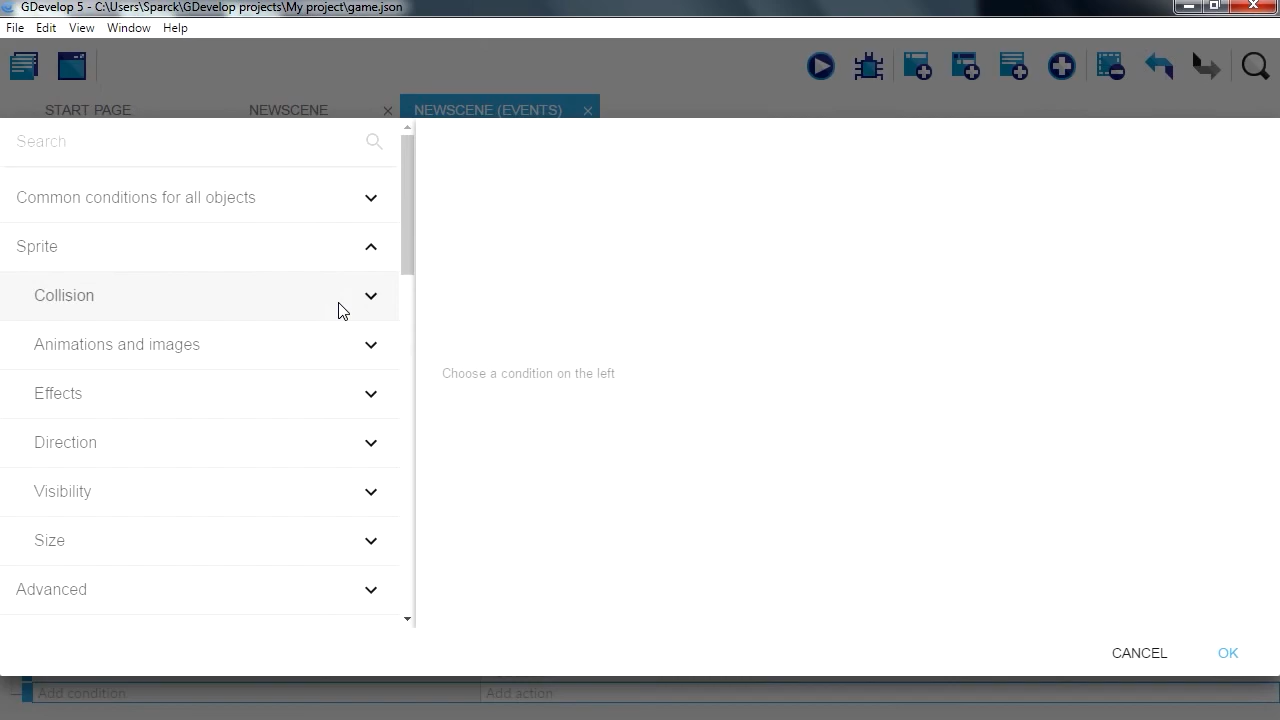 GDevelop 5 - C:\Users\Sparck\GDevelop projects\My project\game.json
File Edit View Window Help
START PAGE NEWSCENE NEWSCENE (EVENTS)
Search
Common conditions for all objects
Sprite
Collision
Animations and images
Choose a condition on the left
Effects
Direction
Visibility
Size
Advanced
CANCEL OK
Add condition Add action